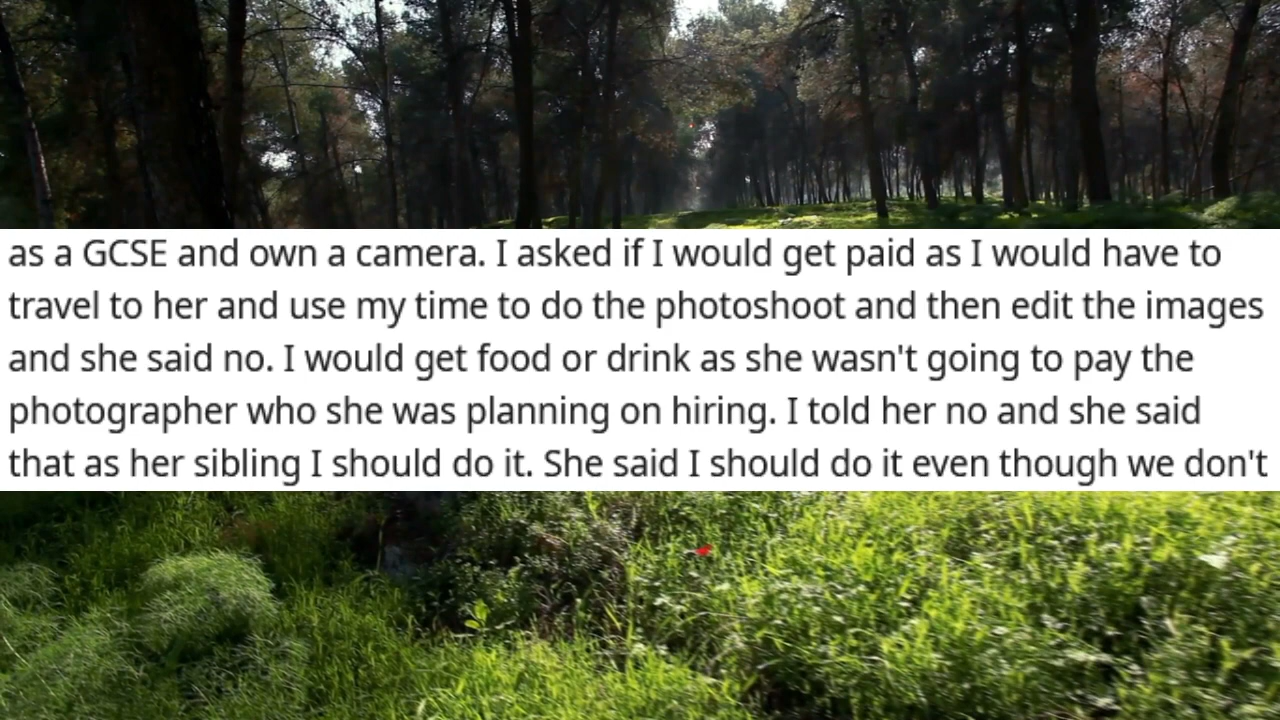 as a GCSE and own a camera. I asked if I would get paid as I would have to
travel to her and use my time to do the photoshoot and then edit the images
and she said no. I would get food or drink as she wasn't going to pay the
photographer who she was planning on hiring. I told her no and she said
that as her sibling I should do it. She said I should do it even though we don't